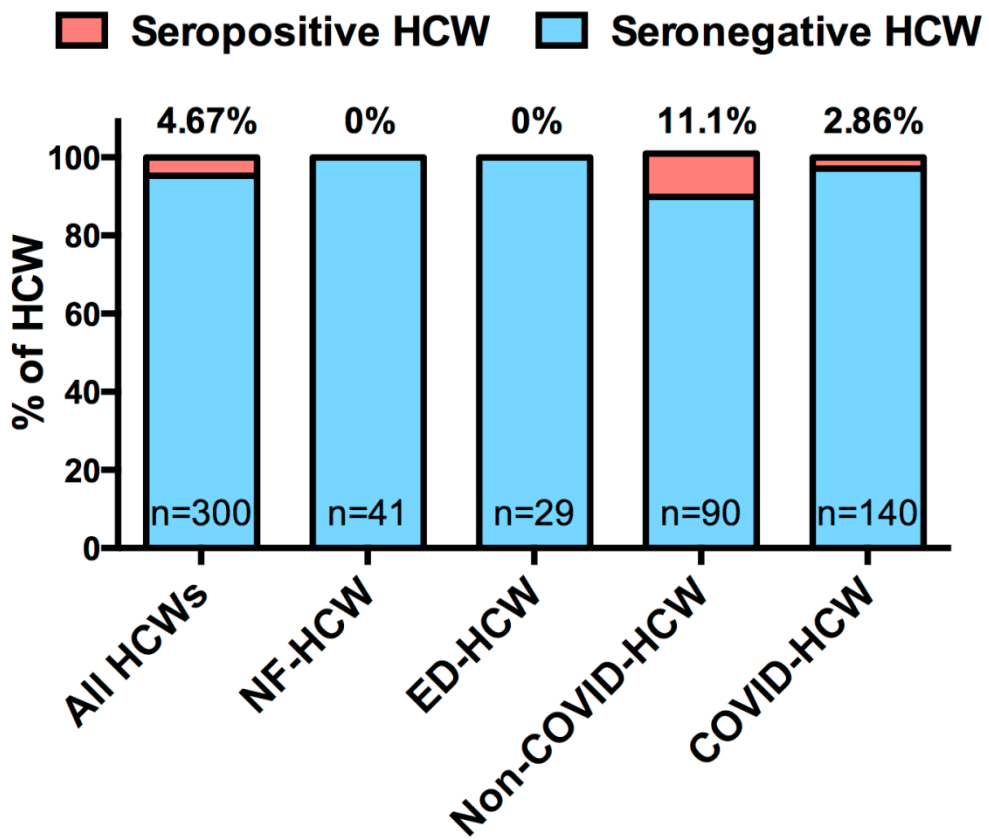 Seropositive HCW Seronegative HCW
4.67% 0% 0% 11.1% 2.86%
100
80
60
40
20
0
% of HCW
n=300 n=41 n=29 n=90 n=140
All HCWs NF-HCW ED-HCW Non-COVID-HCW COVID-HCW